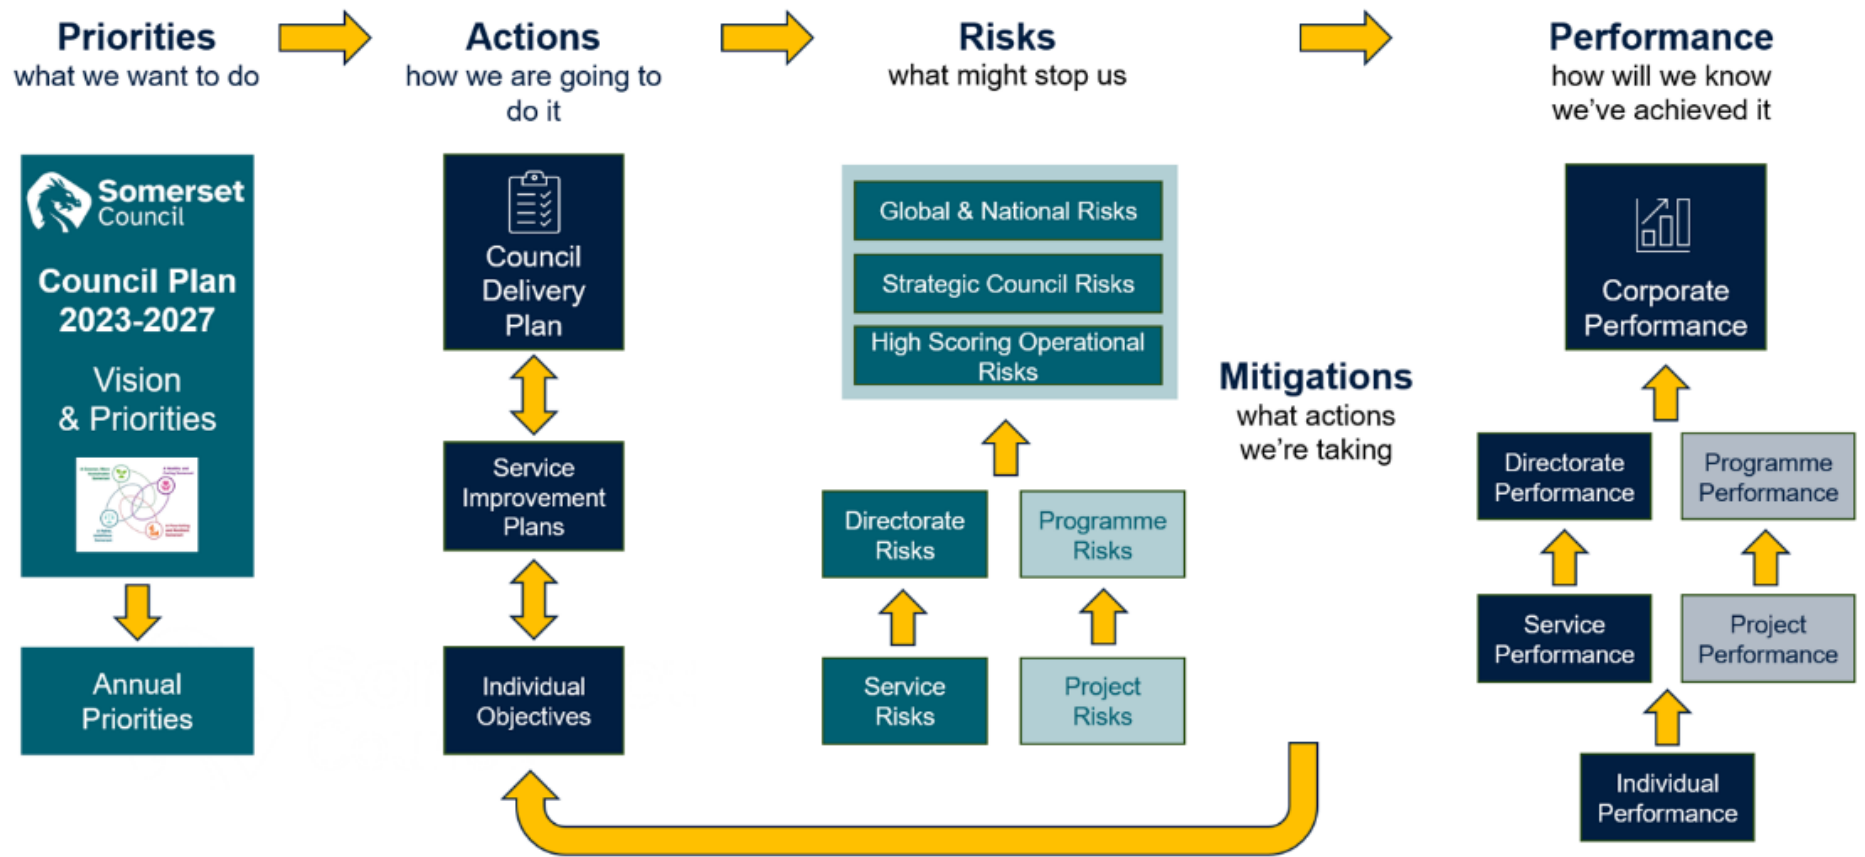 Priorities
what we want to do
Actions
how we are going to
do it
Risks
what might stop us
Performance
how will we know
we've achieved it
Somerset
Council
Council Plan
2023-2027
Vision
& Priorities
Annual
Priorities
Council
Delivery
Plan
Service
Improvement
Plans
Individual
Objectives
Global & National Risks
Strategic Council Risks
High Scoring Operational
Risks
Directorate
Risks
Programme
Risks
Service
Risks
Project
Risks
Mitigations
what actions
we're taking
Corporate
Performance
Directorate
Performance
Programme
Performance
Service
Performance
Project
Performance
Individual
Performance